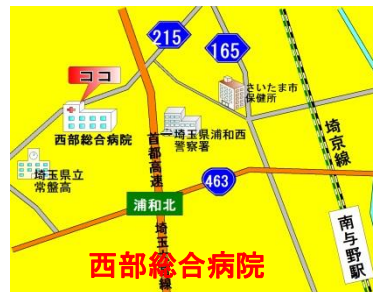 215
165
ココ
さいたま市
保健所
西部総合病院
埼玉県浦和西
警察署
首都高速
埼京線
埼玉県立
常盤高
463
浦和北
南与野駅
西部総合病院